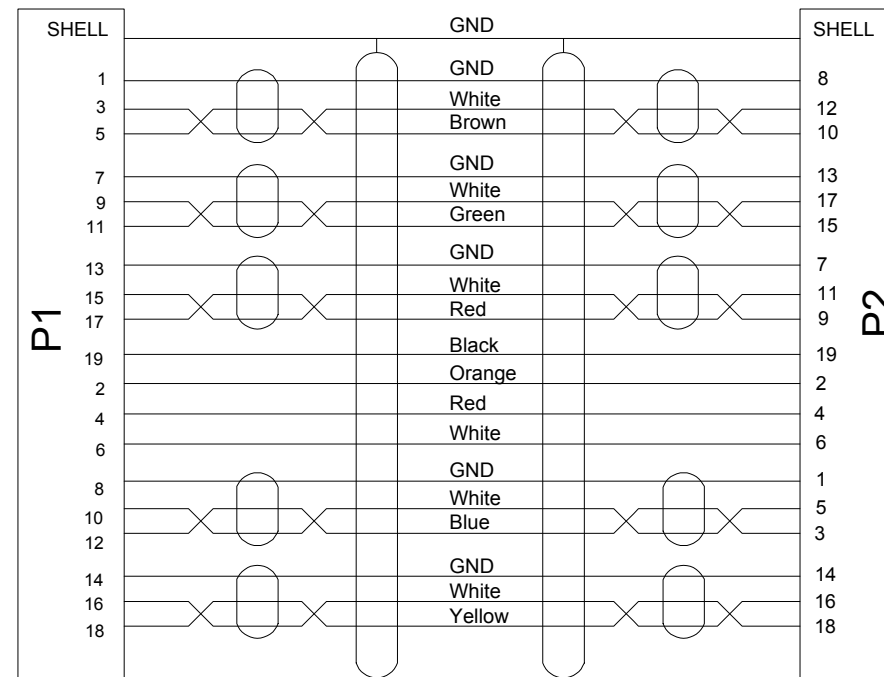 SHELL GND SHELL
1 GND 8
3 White 12
5 Brown 10
7 GND 13
9 White 17
11 Green 15
13 GND 7
15 White 11
17 Red 9
19 Black 19
2 Orange 2
4 Red 4
6 White 6
8 GND 1
10 White 5
12 Blue 3
14 GND 14
16 White 16
18 Yellow 18
P1
P2